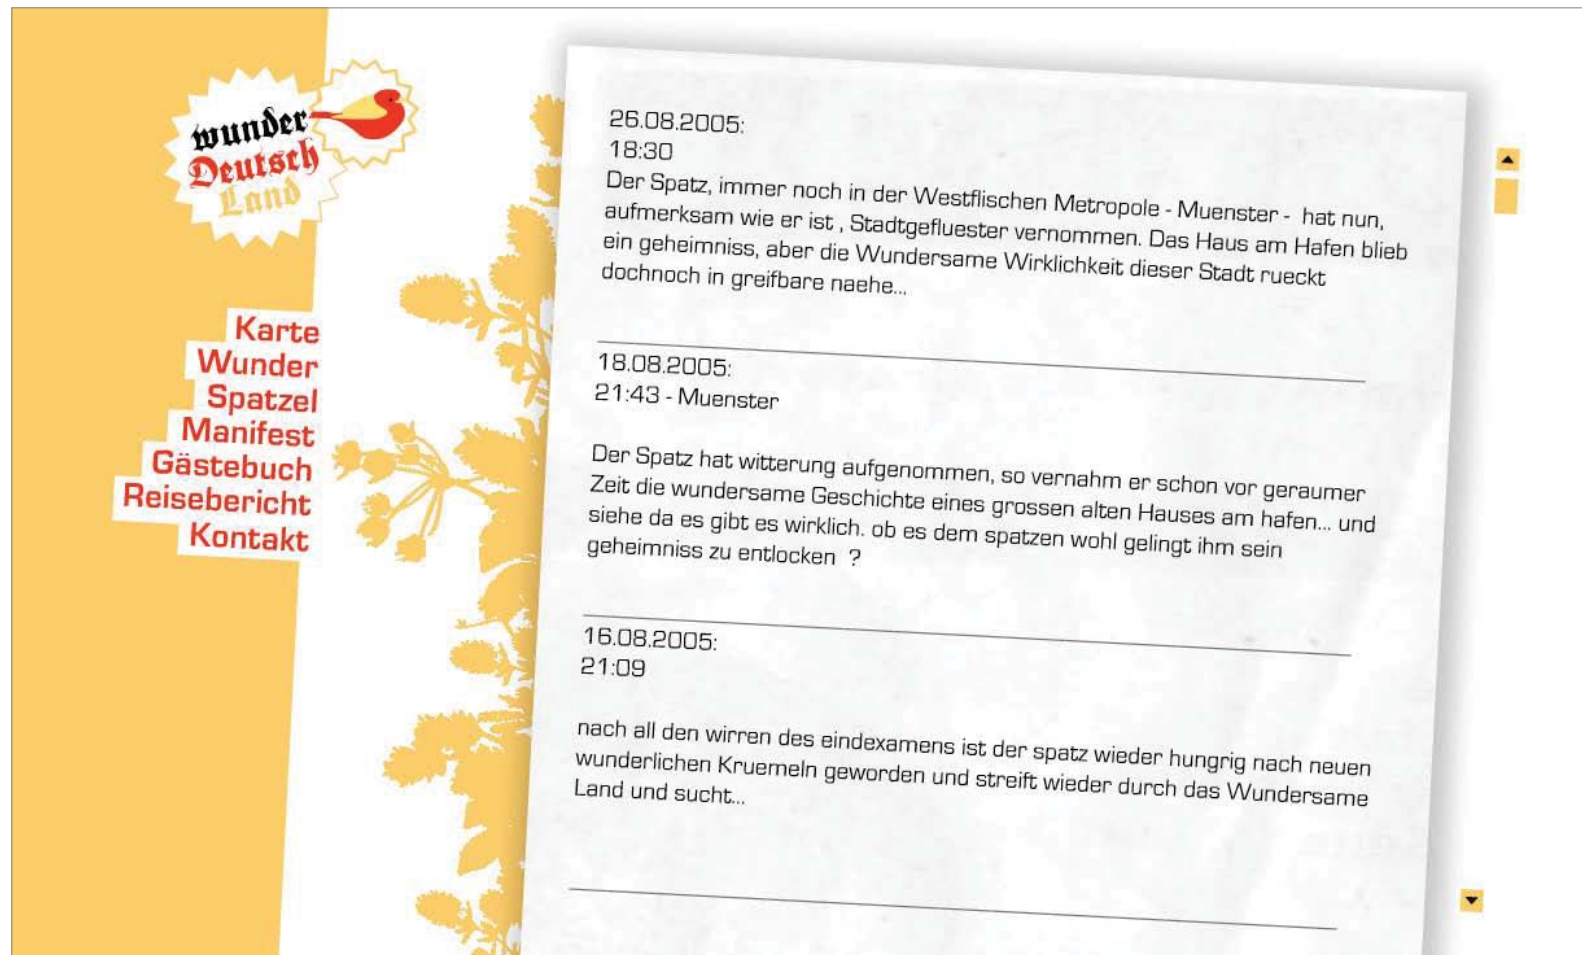 wunder
Deutsch
Land
Karte
Wunder
Spatzel
Manifest
Gästebuch
Reisebericht
Kontakt
26.08.2005:
18:30
Der Spatz, immer noch in der Westflischen Metropole - Muenster -  hat nun,
aufmerksam wie er ist , Stadtgefluester vernommen. Das Haus am Hafen blieb
ein geheimniss, aber die Wundersame Wirklichkeit dieser Stadt rueckt
dochnoch in greifbare naehe...
18.08.2005:
21:43 - Muenster
Der Spatz hat witterung aufgenommen, so vernahm er schon vor geraumer
Zeit die wundersame Geschichte eines grossen alten Hauses am hafen... und
siehe da es gibt es wirklich. ob es dem spatzen wohl gelingt ihm sein
geheimniss zu entlocken  ?
16.08.2005:
21:09
nach all den wirren des eindexamens ist der spatz wieder hungrig nach neuen
wunderlichen Kruemeln geworden und streift wieder durch das Wundersame
Land und sucht...